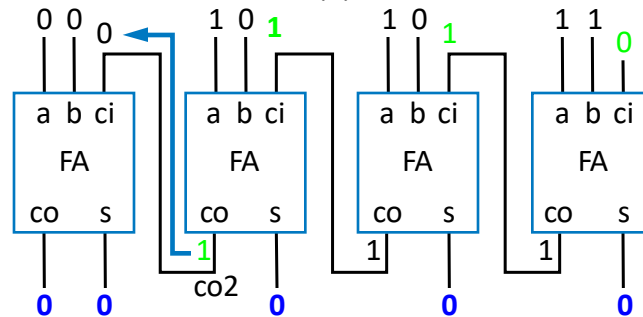 0 0 0 1 0 1 1 0 1 1 1 0
a b ci a b ci a b ci a b ci
FA FA FA FA
co s co s co s co s
1 1 1
co2
0 0 0 0 0